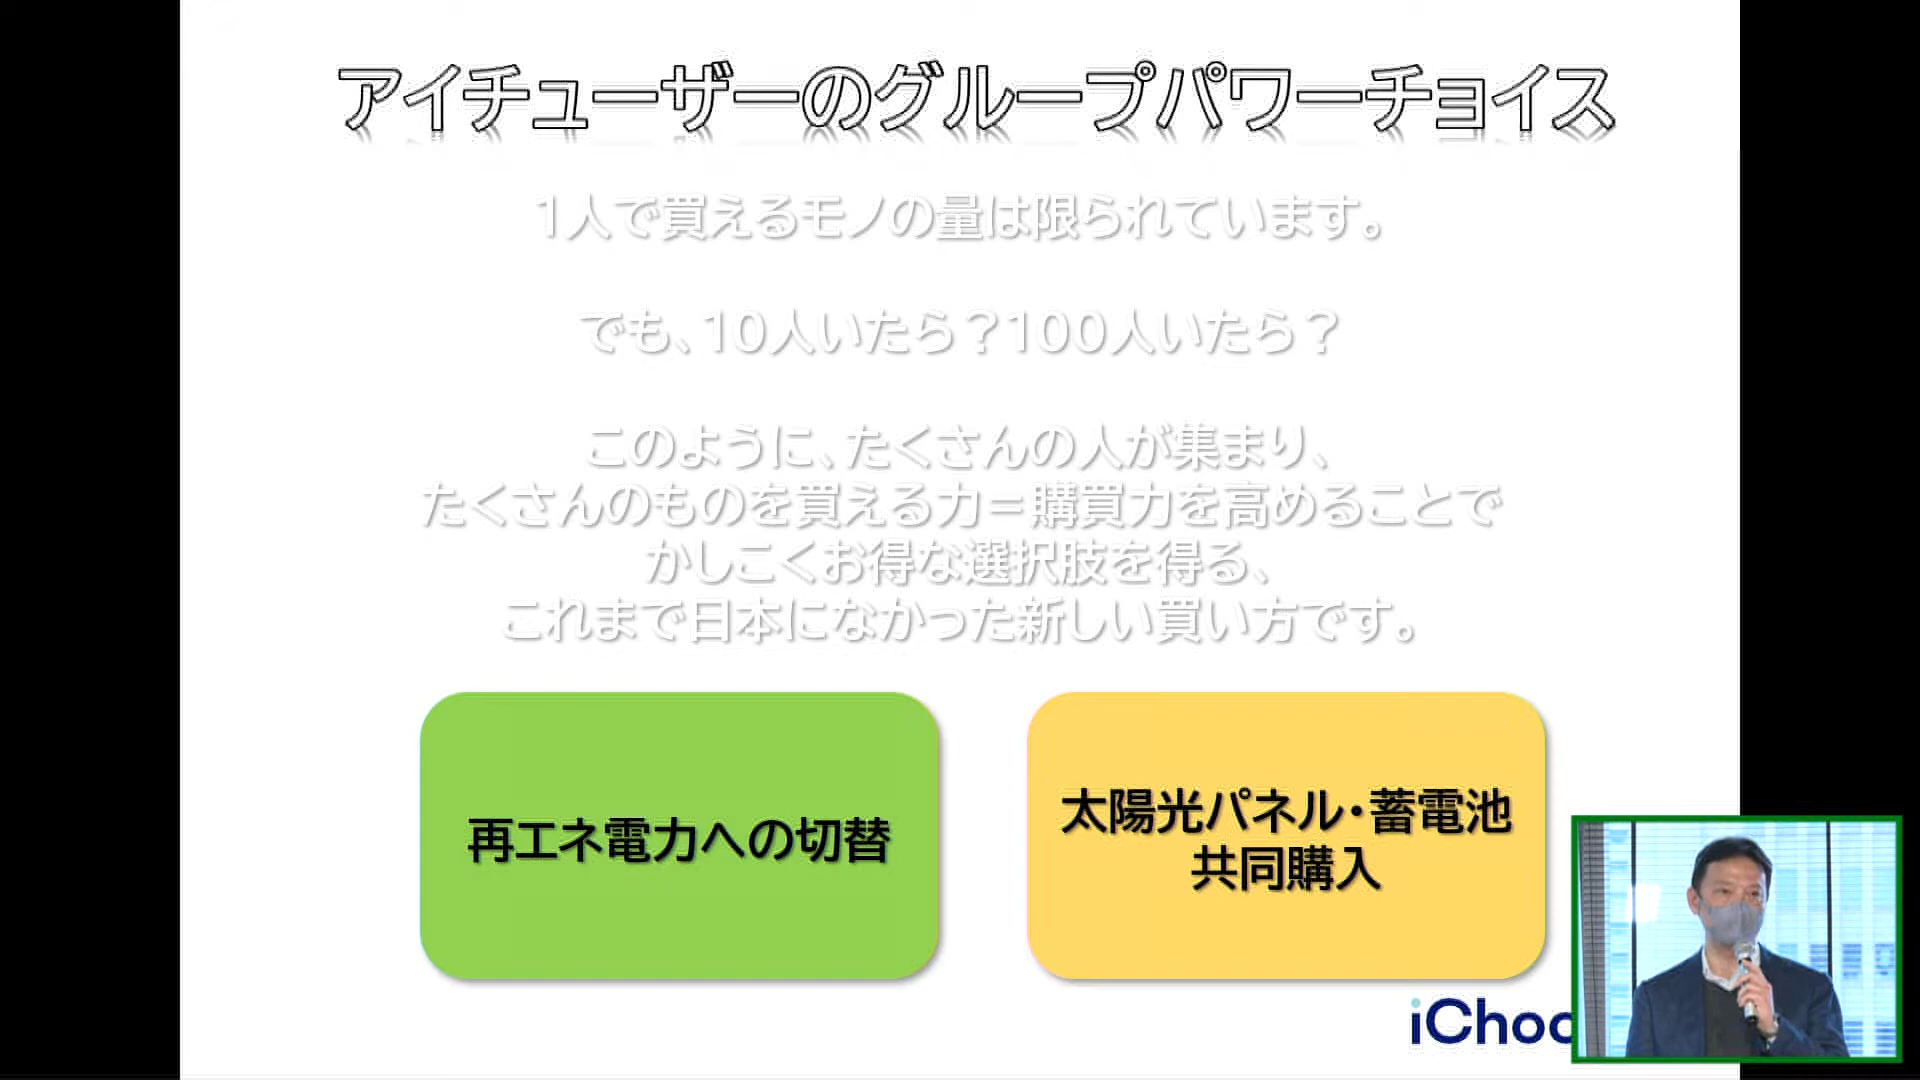 アイチューザーのグループパワーチョイス
1人で買えるモノの量は限られています。
でも、10人いたら？100人いたら？
このように、たくさんの人が集まり、
たくさんのものを買える力＝購買力を高めることで
かしこくお得な選択肢を得る、
これまで日本になかった新しい買い方です。
再エネ電力への切替
太陽光パネル・蓄電池
共同購入
iChoo